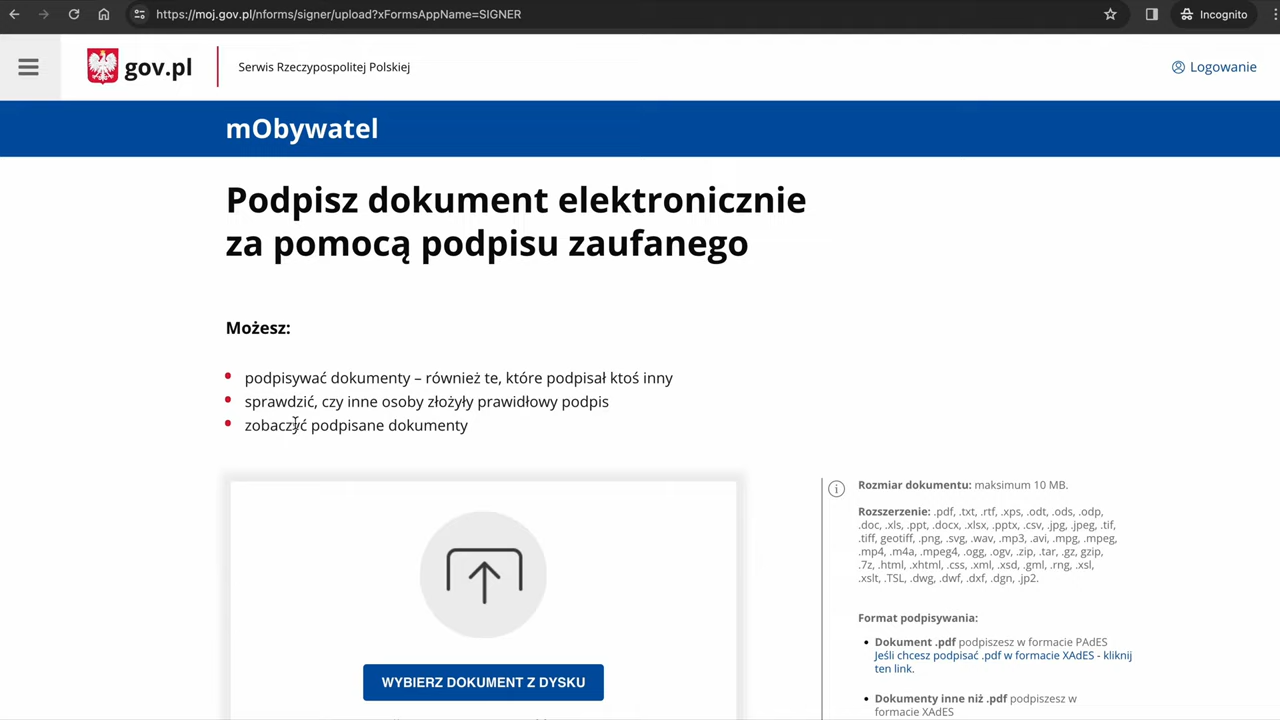 https://moj.gov.pl/nforms/signer/upload?xFormsAppName=SIGNER
Incognito
gov.pl
Serwis Rzeczypospolitej Polskiej
Logowanie
mObywatel
Podpisz dokument elektronicznie
za pomocą podpisu zaufanego
Możesz:
podpisywać dokumenty – również te, które podpisał ktoś inny
sprawdzić, czy inne osoby złożyły prawidłowy podpis
zobaczyć podpisane dokumenty
WYBIERZ DOKUMENT Z DYSKU
Rozmiar dokumentu: maksimum 10 MB.
Rozszerzenie: .pdf, .txt, .rtf, .xps, .odt, .ods, .odp,
.doc, .xls, .ppt, .docx, .xlsx, .pptx, .csv, .jpg, .jpeg, .tif,
.tiff, geotiff, .png, .svg, .wav, .mp3, .avi, .mpg, .mpeg,
.mp4, .m4a, .mpeg4, .ogg, .ogv, .zip, .tar, .gz, gzip,
.7z, .html, .xhtml, .css, .xml, .xsd, .gml, .rng, .xsl,
.xslt, .TSL, .dwg, .dwf, .dxf, .dgn, .jp2.
Format podpisywania:
Dokument .pdf podpiszesz w formacie PAdES
Jeśli chcesz podpisać .pdf w formacie XAdES - kliknij
ten link.
Dokumenty inne niż .pdf podpiszesz w
formacie XAdES